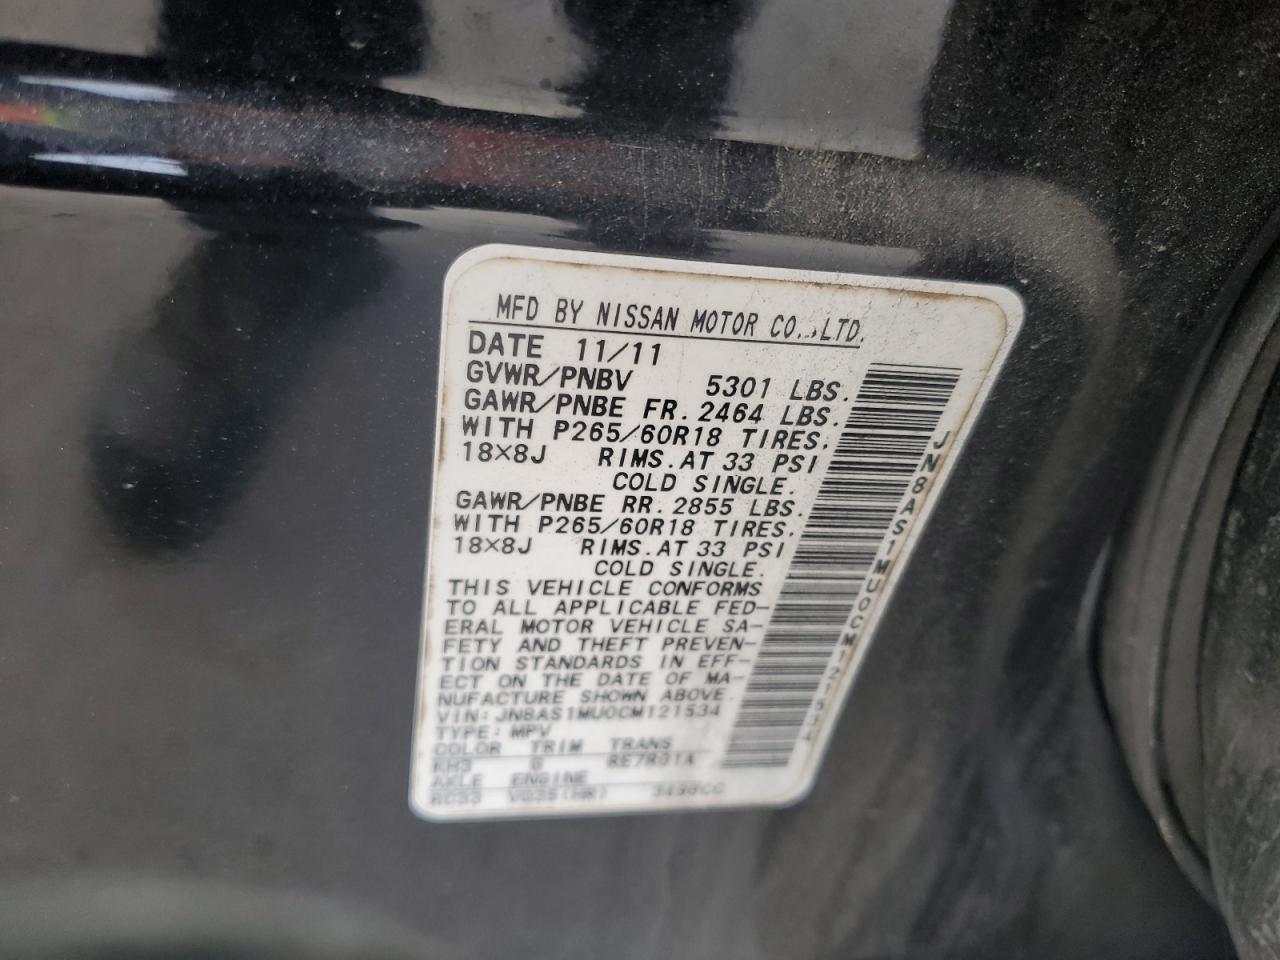 MFD BY NISSAN MOTOR CO.,LTD.
DATE 11/11
GVWR/PNBV 5301 LBS.
GAWR/PNBE FR. 2464 LBS.
WITH P265/60R18 TIRES.
18×8J RIMS.AT 33 PSI
COLD SINGLE.
GAWR/PNBE RR. 2855 LBS.
WITH P265/60R18 TIRES.
18×8J RIMS.AT 33 PSI
COLD SINGLE.
THIS VEHICLE CONFORMS
TO ALL APPLICABLE FED-
ERAL MOTOR VEHICLE SA-
FETY AND THEFT PREVEN-
TION STANDARDS IN EFF-
ECT ON THE DATE OF MA-
NUFACTURE SHOWN ABOVE.
VIN: JN8AS1MU0CM121534
TYPE: MPV
COLOR TRIM TRANS
KH3 G RE7R01A
AXLE ENGINE
RC33 VQ35(HR) 3498CC
JN8AS1MU0CM121534